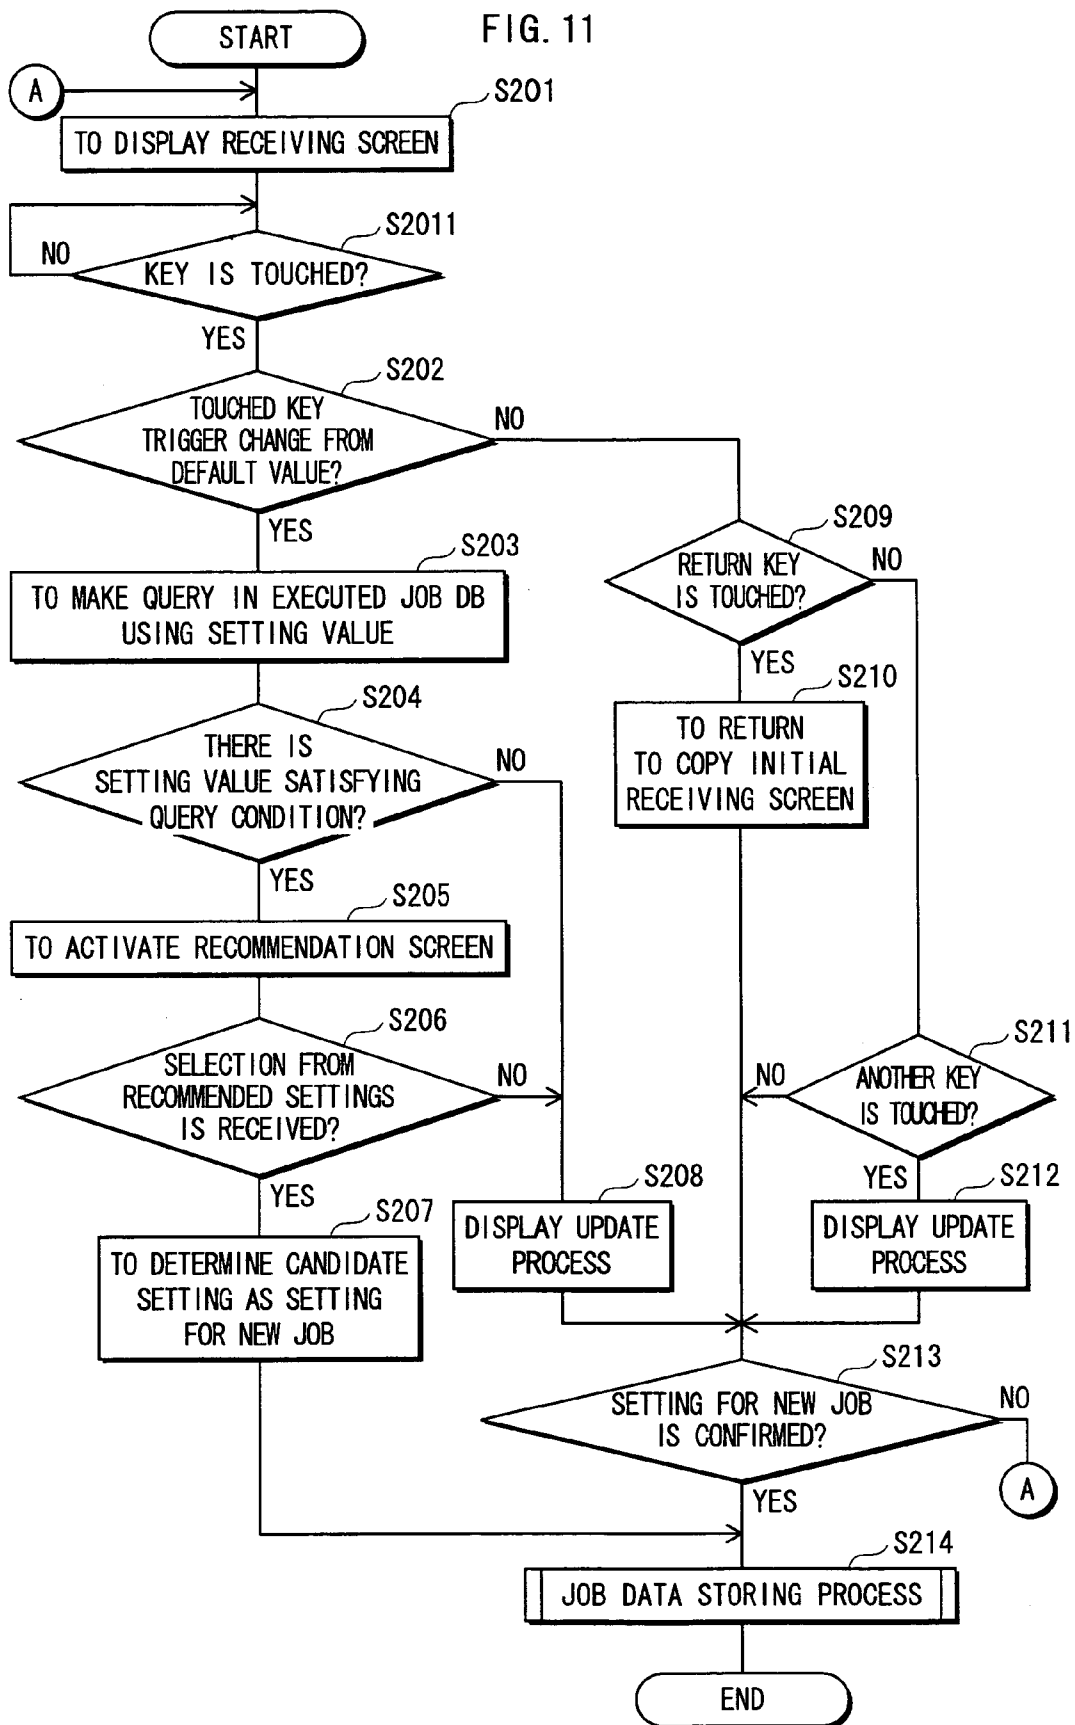 FIG. 11
START
A
S201
TO DISPLAY RECEIVING SCREEN
S2011
NO
KEY IS TOUCHED?
YES
S202
TOUCHED KEY
TRIGGER CHANGE FROM
DEFAULT VALUE?
NO
YES
S203
TO MAKE QUERY IN EXECUTED JOB DB
USING SETTING VALUE
S209
RETURN KEY
IS TOUCHED?
NO
YES
S204
THERE IS
SETTING VALUE SATISFYING
QUERY CONDITION?
NO
YES
S210
TO RETURN
TO COPY INITIAL
RECEIVING SCREEN
S205
TO ACTIVATE RECOMMENDATION SCREEN
S206
SELECTION FROM
RECOMMENDED SETTINGS
IS RECEIVED?
NO
YES
S211
ANOTHER KEY
IS TOUCHED?
NO
YES
S207
TO DETERMINE CANDIDATE
SETTING AS SETTING
FOR NEW JOB
S208
DISPLAY UPDATE
PROCESS
S212
DISPLAY UPDATE
PROCESS
S213
SETTING FOR NEW JOB
IS CONFIRMED?
NO
A
YES
S214
JOB DATA STORING PROCESS
END